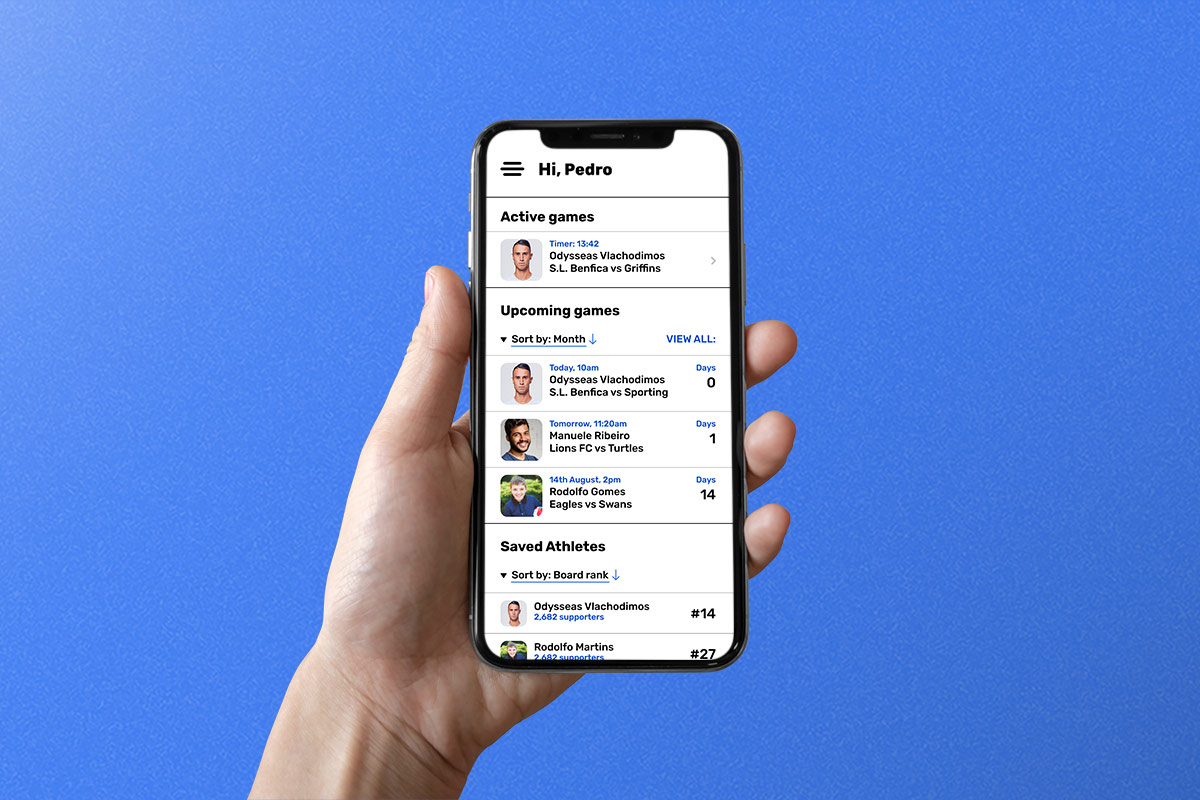 Hi, Pedro
Active games
Timer: 13:42
Odysseas Vlachodimos
S.L. Benfica vs Griffins
Upcoming games
Sort by: Month ↓ VIEW ALL:
Today, 10am Days
Odysseas Vlachodimos 0
S.L. Benfica vs Sporting
Tomorrow, 11:20am Days
Manuele Ribeiro 1
Lions FC vs Turtles
14th August, 2pm Days
Rodolfo Gomes 14
Eagles vs Swans
Saved Athletes
Sort by: Board rank ↓
Odysseas Vlachodimos #14
2,682 supporters
Rodolfo Martins #27
2,682 supporters